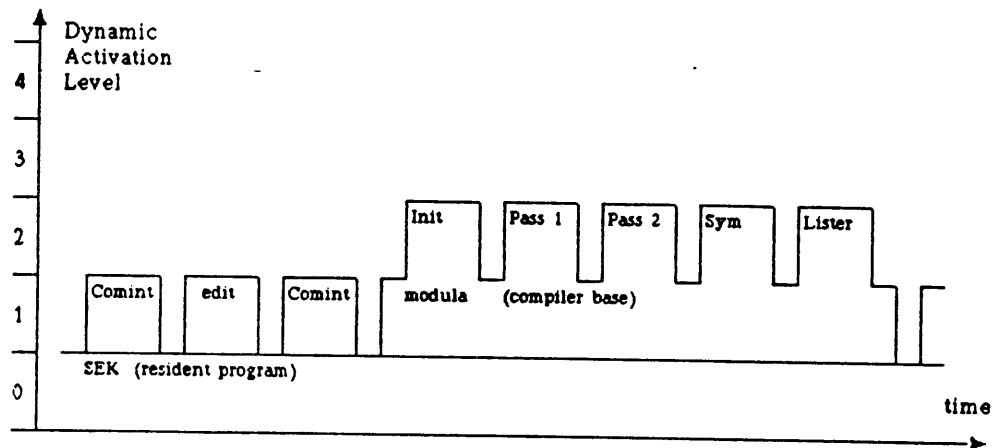 Dynamic
Activation
Level
4
3
2
1
0
Init
Pass 1
Pass 2
Sym
Lister
Comint
edit
Comint
modula (compiler base)
SEK (resident program)
time